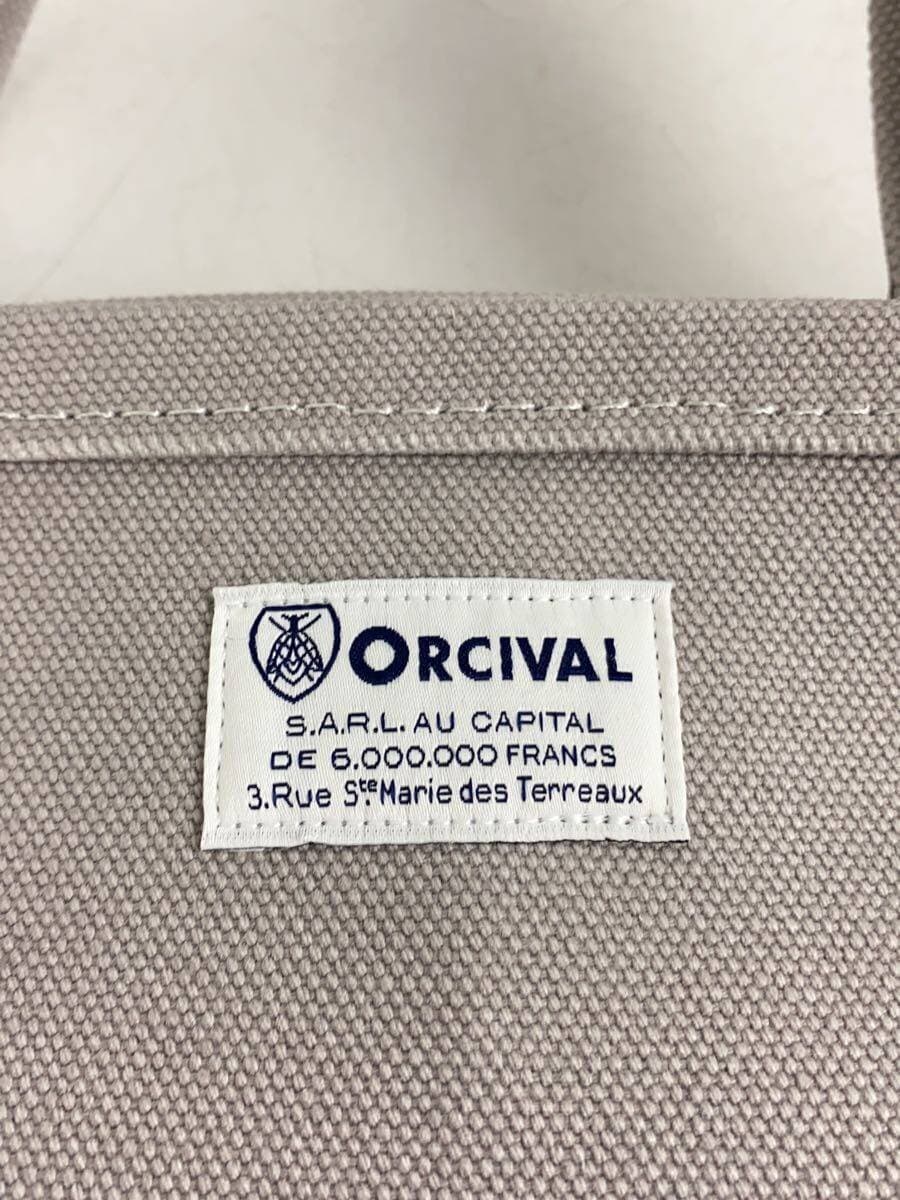 ORCIVAL
S.A.R.L. AU CAPITAL
DE 6.000.000 FRANCS
3.Rue Ste. Marie des Terreaux